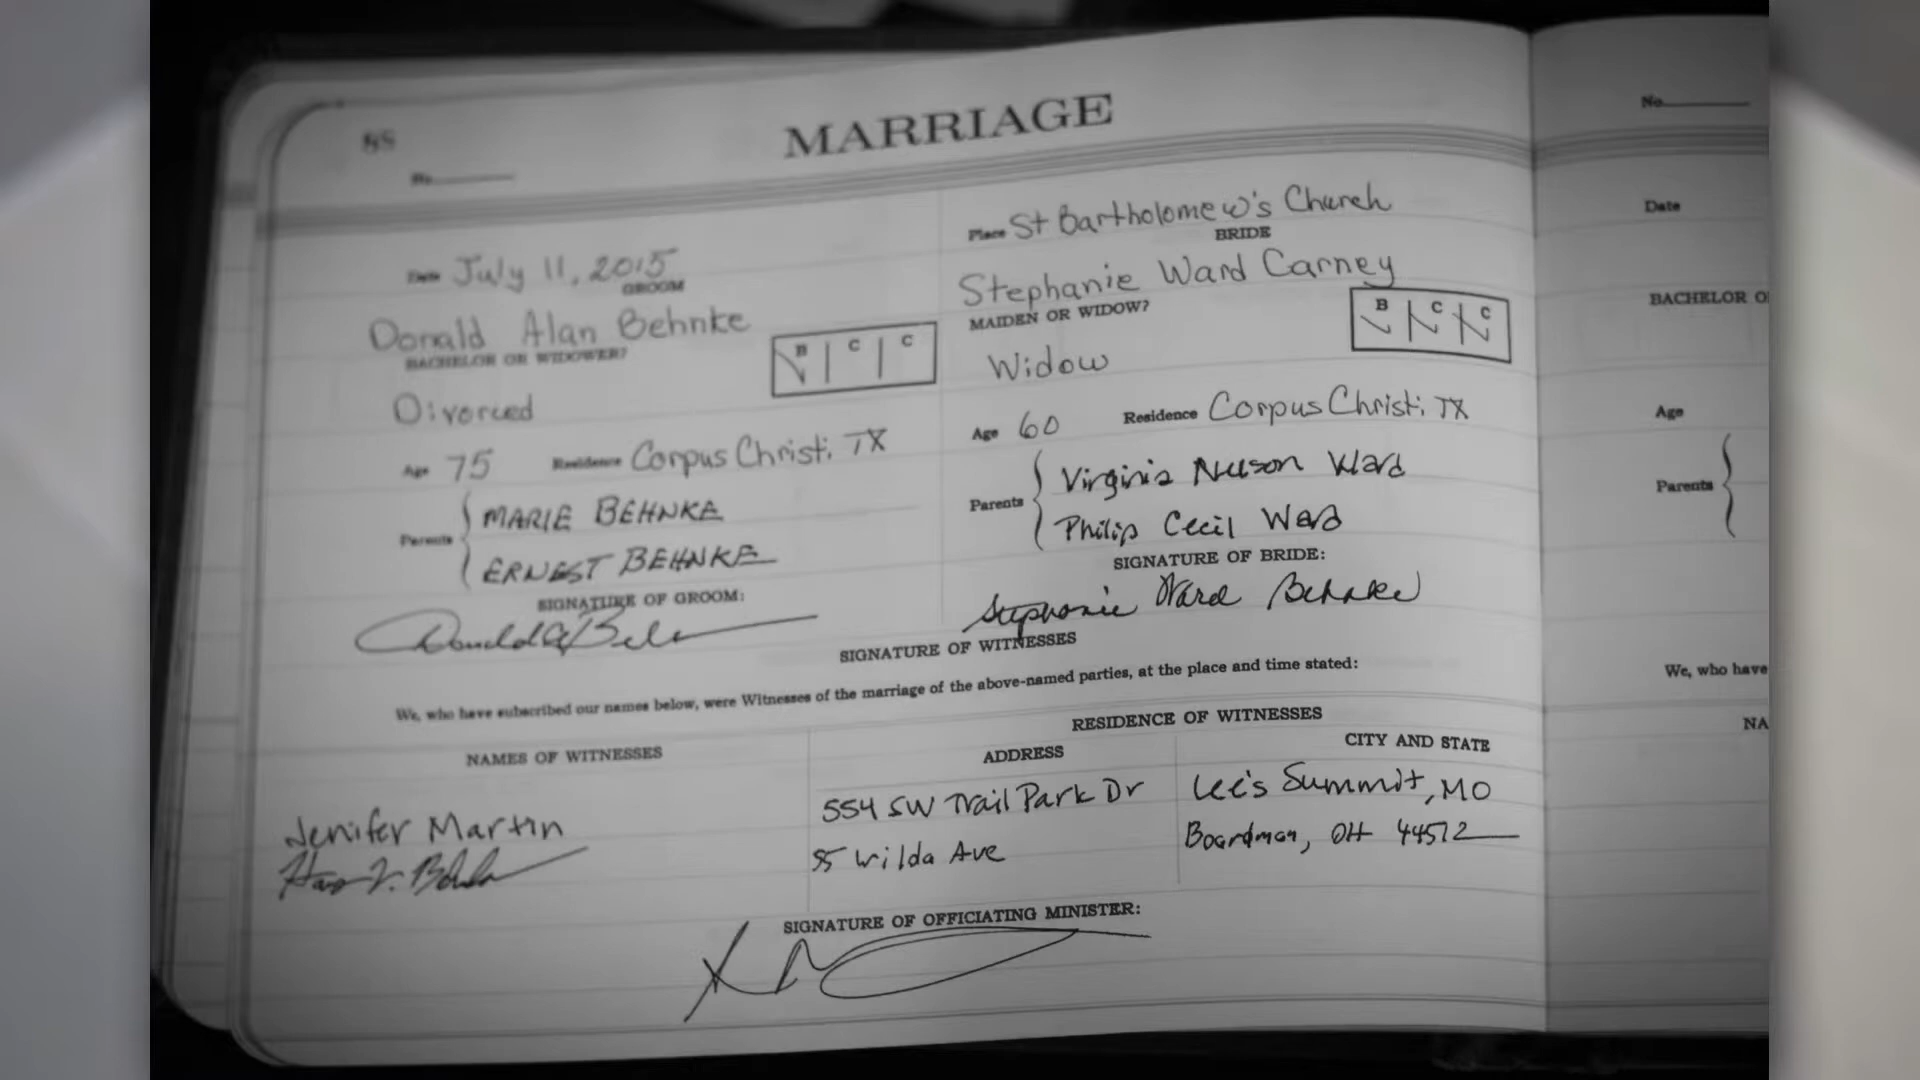 88
MARRIAGE
No.
No.
Place St Bartholomew's Church
Date July 11, 2015
Date
GROOM
BRIDE
Donald Alan Behnke
Stephanie Ward Carney
BACHELOR OR WIDOWER?
B C C
MAIDEN OR WIDOW?
B C C
BACHELOR O
Divorced
Widow
Age 75 Residence Corpus Christi, TX
Age 60 Residence Corpus Christi, TX
Age
Parents
MARIE BEHNKE
ERNEST BEHNKE
Parents
Virginia Nelson Ward
Philip Cecil Ward
Parents
SIGNATURE OF GROOM:
SIGNATURE OF BRIDE:
Stephanie Ward Behnke
SIGNATURE OF WITNESSES
We, who have subscribed our names below, were Witnesses of the marriage of the above-named parties, at the place and time stated:
We, who have
RESIDENCE OF WITNESSES
NA
NAMES OF WITNESSES
ADDRESS
CITY AND STATE
Jenifer Martin
554 SW Trail Park Dr
Lee's Summit, MO
Wilda Ave
Boardman, OH 44512
SIGNATURE OF OFFICIATING MINISTER: